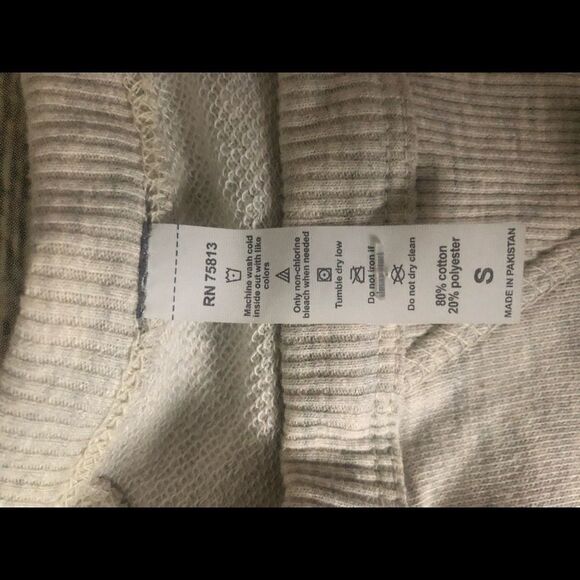 RN 75813
Machine wash cold
inside out with like
colors
Only non-chlorine
bleach when needed
Tumble dry low
Do not iron if
Do not dry clean
80% cotton
20% polyester
S
MADE IN PAKISTAN